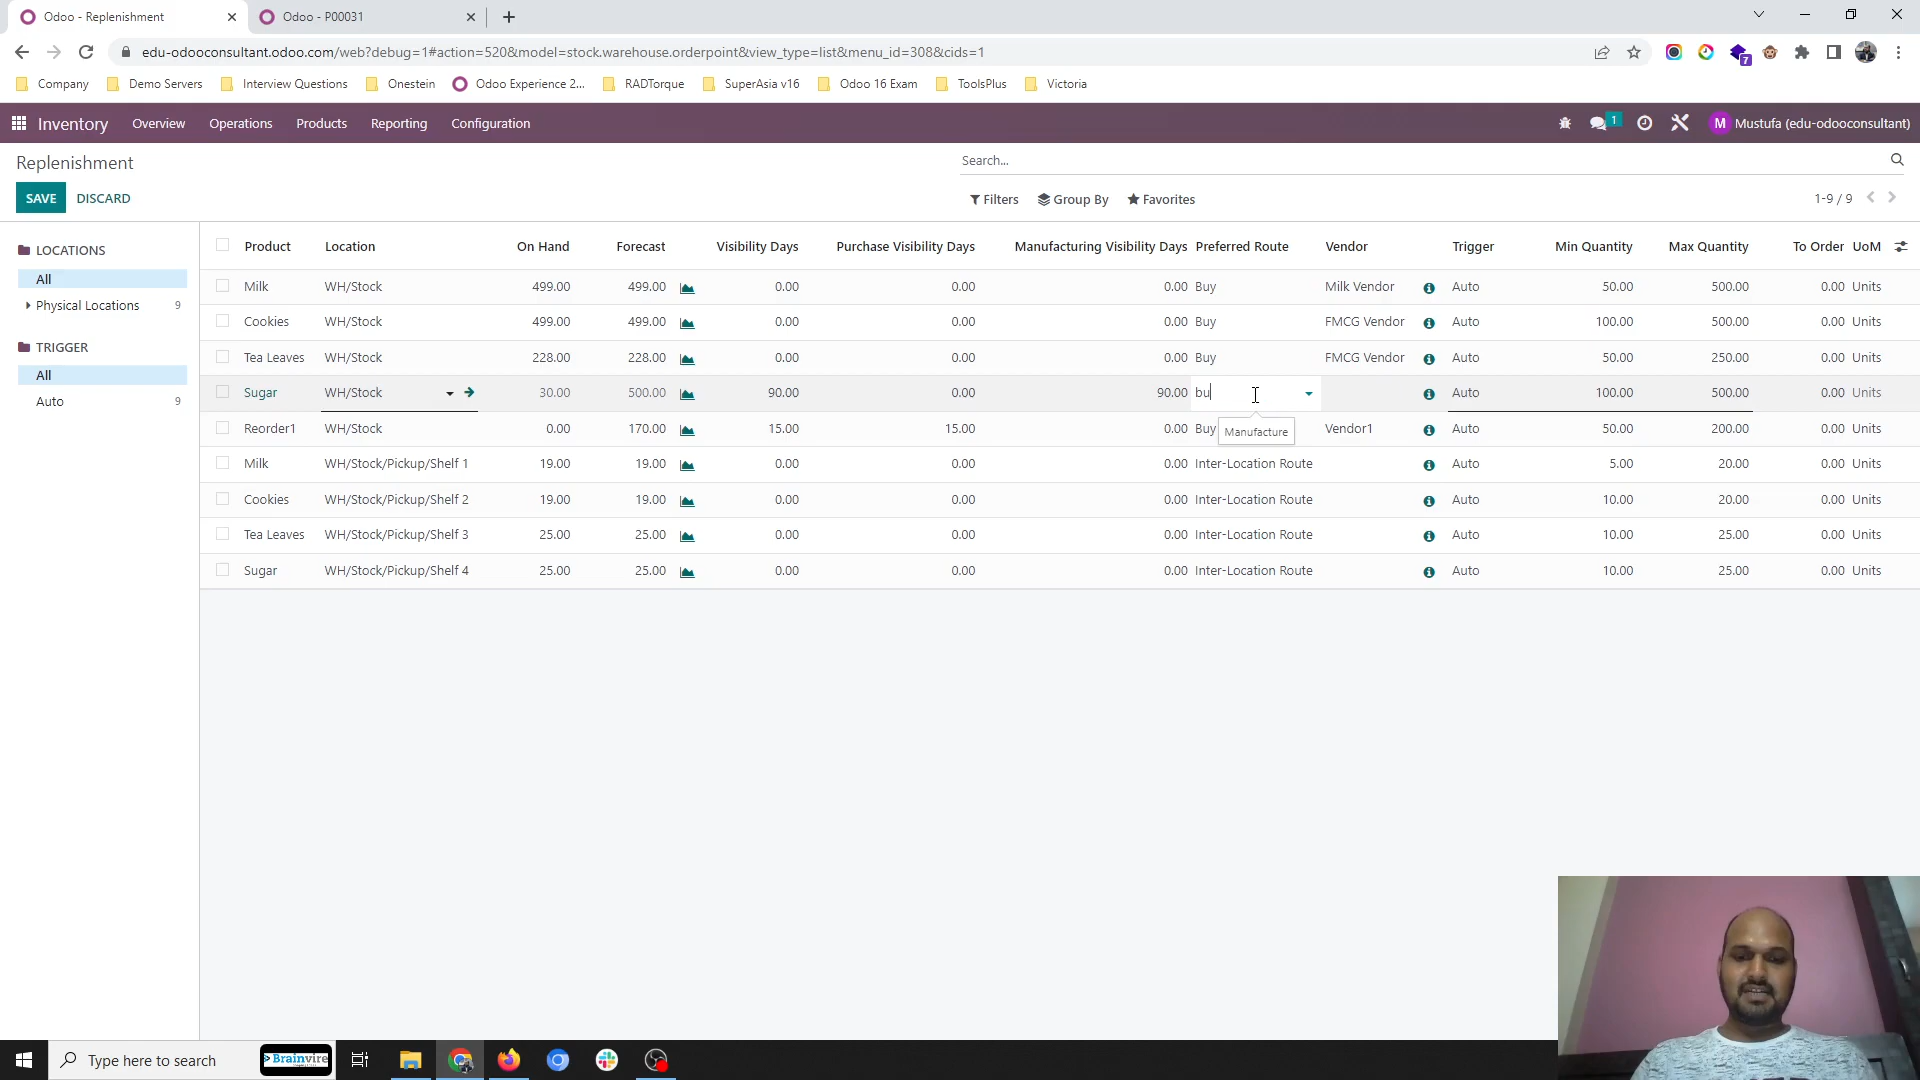 Odoo - Replenishment
Odoo - P00031
edu-odooconsultant.odoo.com/web?debug=1#action=520&model=stock.warehouse.orderpoint&view_type=list&menu_id=308&cids=1
7
Company Demo Servers Interview Questions Onestein Odoo Experience 2... RADTorque SuperAsia v16 Odoo 16 Exam ToolsPlus Victoria
Inventory Overview Operations Products Reporting Configuration 1 M Mustufa (edu-odooconsultant)
Replenishment Search...
SAVE DISCARD Filters Group By Favorites 1-9 / 9
LOCATIONS
All
Physical Locations 9
TRIGGER
All
Auto 9
Product Location On Hand Forecast Visibility Days Purchase Visibility Days Manufacturing Visibility Days Preferred Route Vendor Trigger Min Quantity Max Quantity To Order UoM
Milk WH/Stock 499.00 499.00 0.00 0.00 0.00 Buy Milk Vendor Auto 50.00 500.00 0.00 Units
Cookies WH/Stock 499.00 499.00 0.00 0.00 0.00 Buy FMCG Vendor Auto 100.00 500.00 0.00 Units
Tea Leaves WH/Stock 228.00 228.00 0.00 0.00 0.00 Buy FMCG Vendor Auto 50.00 250.00 0.00 Units
Sugar WH/Stock 30.00 500.00 90.00 0.00 90.00 bu Auto 100.00 500.00 0.00 Units
Reorder1 WH/Stock 0.00 170.00 15.00 15.00 0.00 Buy Vendor1 Auto 50.00 200.00 0.00 Units
Manufacture
Milk WH/Stock/Pickup/Shelf 1 19.00 19.00 0.00 0.00 0.00 Inter-Location Route Auto 5.00 20.00 0.00 Units
Cookies WH/Stock/Pickup/Shelf 2 19.00 19.00 0.00 0.00 0.00 Inter-Location Route Auto 10.00 20.00 0.00 Units
Tea Leaves WH/Stock/Pickup/Shelf 3 25.00 25.00 0.00 0.00 0.00 Inter-Location Route Auto 10.00 25.00 0.00 Units
Sugar WH/Stock/Pickup/Shelf 4 25.00 25.00 0.00 0.00 0.00 Inter-Location Route Auto 10.00 25.00 0.00 Units
Type here to search Brainvire